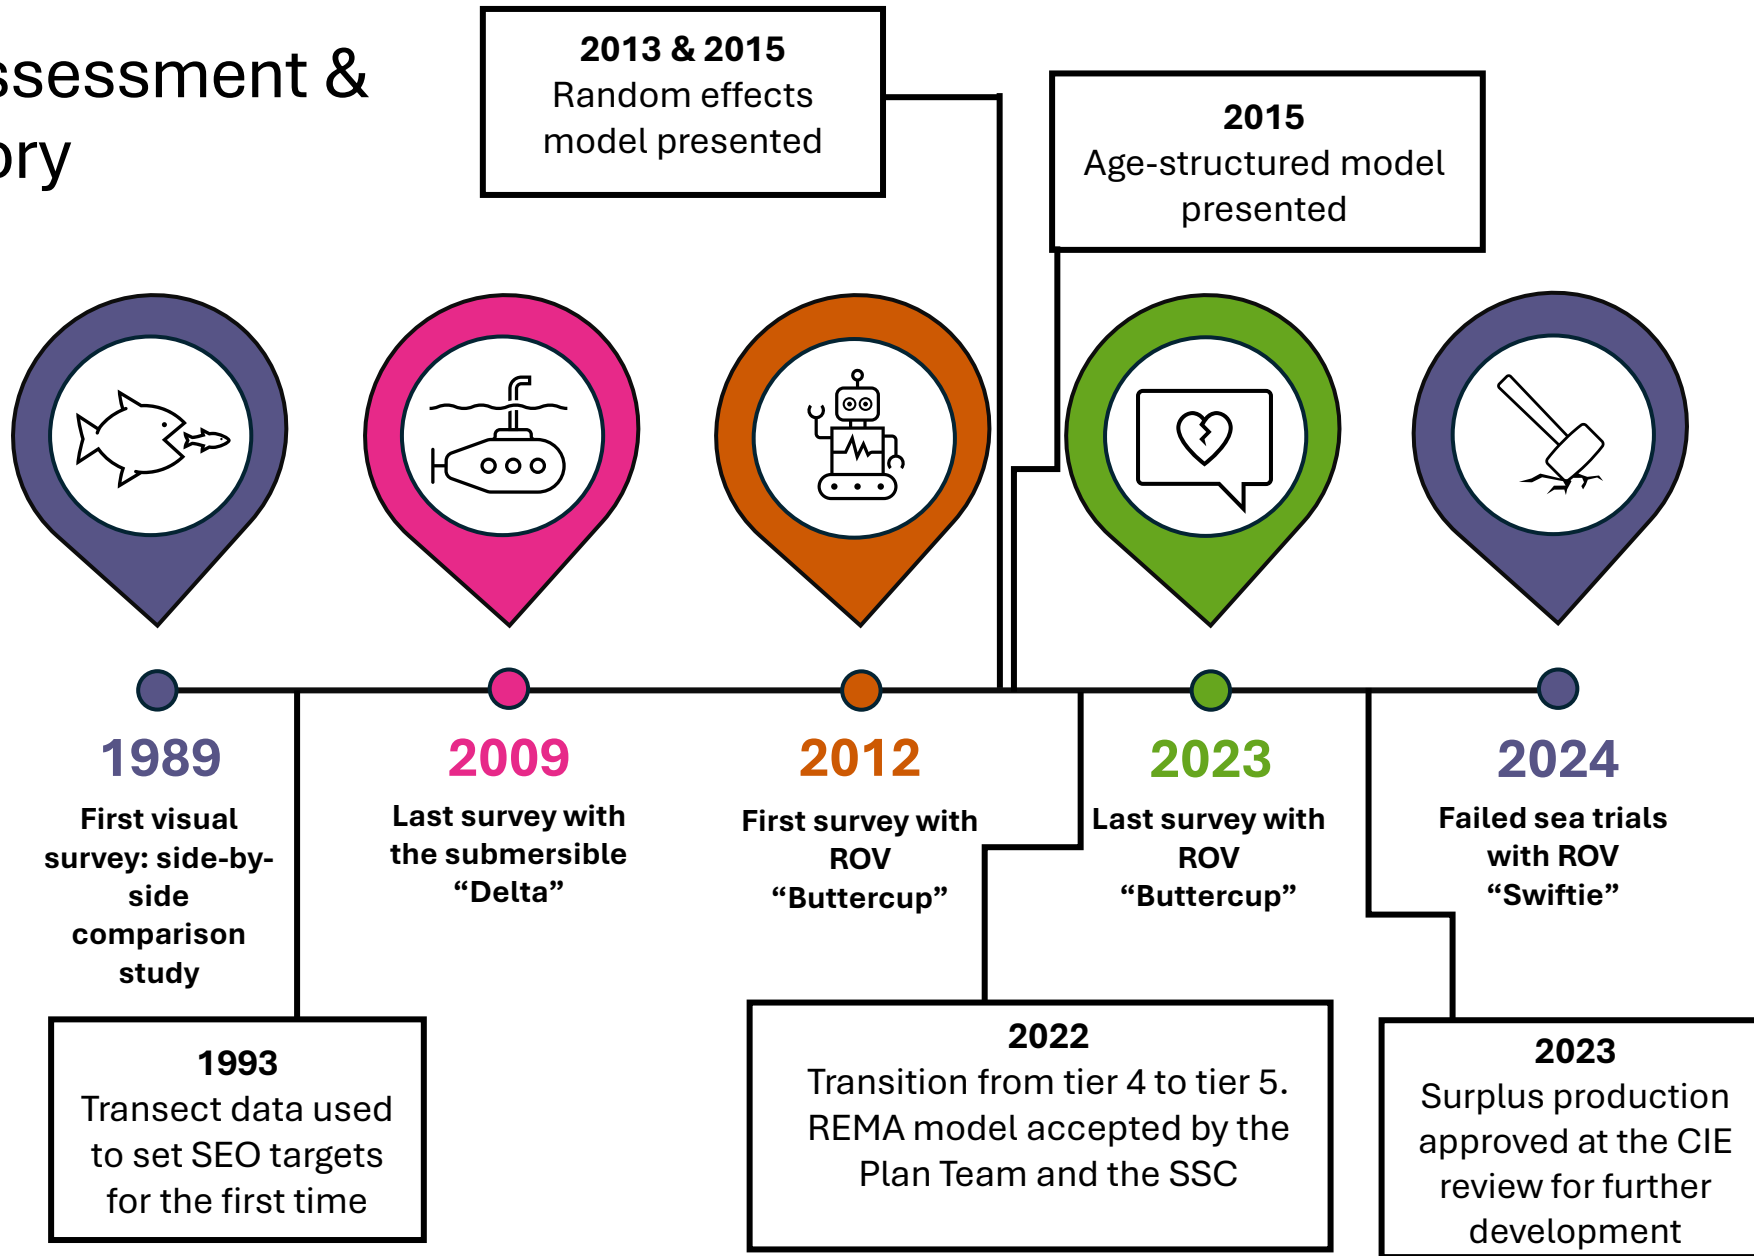 ssessment &
ory
2013 & 2015
Random effects
model presented
2015
Age-structured model
presented
1989
First visual
survey: side-by-
side
comparison
study
2009
Last survey with
the submersible
“Delta”
2012
First survey with
ROV
“Buttercup”
2023
Last survey with
ROV
“Buttercup”
2024
Failed sea trials
with ROV
“Swiftie”
1993
Transect data used
to set SEO targets
for the first time
2022
Transition from tier 4 to tier 5.
REMA model accepted by the
Plan Team and the SSC
2023
Surplus production
approved at the CIE
review for further
development